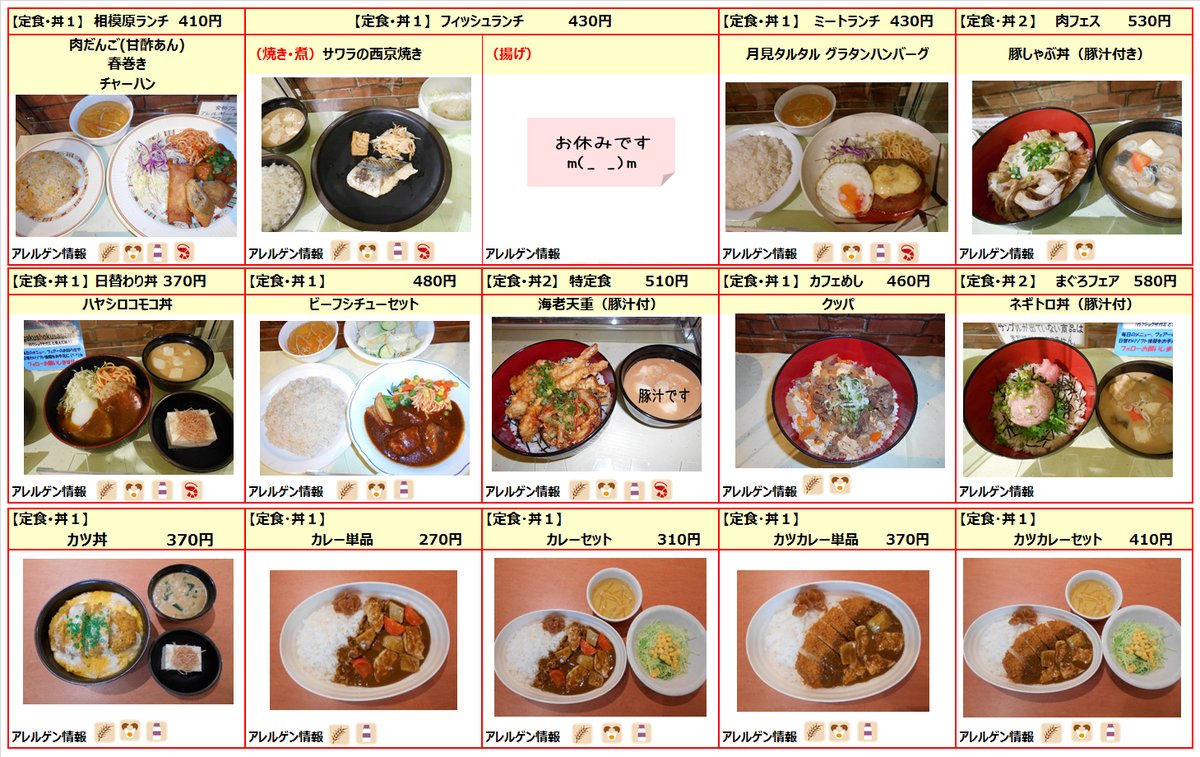 【定食・丼１】 相模原ランチ 410円
肉だんご(甘酢あん)
春巻き
チャーハン
アレルゲン情報
【定食・丼１】 フィッシュランチ 430円
（焼き・煮）サワラの西京焼き
アレルゲン情報
（揚げ）
お休みです
m(_ _)m
アレルゲン情報
【定食・丼１】 ミートランチ 430円
月見タルタル グラタンハンバーグ
アレルゲン情報
【定食・丼２】 肉フェス 530円
豚しゃぶ丼（豚汁付き）
アレルゲン情報
【定食・丼１】 日替わり丼 370円
ハヤシロコモコ丼
アレルゲン情報
【定食・丼１】 480円
ビーフシチューセット
アレルゲン情報
【定食・丼2】 特定食 510円
海老天重（豚汁付）
豚汁です
アレルゲン情報
【定食・丼１】 カフェめし 460円
クッパ
アレルゲン情報
【定食・丼２】 まぐろフェア 580円
ネギトロ丼（豚汁付）
アレルゲン情報
【定食・丼１】
カツ丼 370円
アレルゲン情報
【定食・丼１】
カレー単品 270円
アレルゲン情報
【定食・丼１】
カレーセット 310円
アレルゲン情報
【定食・丼１】
カツカレー単品 370円
アレルゲン情報
【定食・丼１】
カツカレーセット 410円
アレルゲン情報